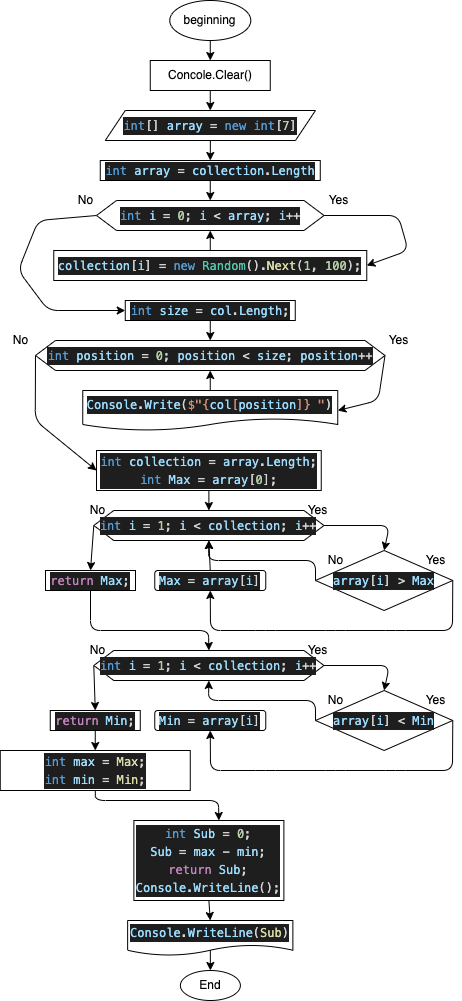 beginning
Concole.Clear()
int[] array = new int[7]
int array = collection.Length
No
Yes
int i = 0; i < array; i++
collection[i] = new Random().Next(1, 100);
int size = col.Length;
No
Yes
int position = 0; position < size; position++
Console.Write($"{col[position]} ")
int collection = array.Length;
int Max = array[0];
No
Yes
int i = 1; i < collection; i++
No
Yes
return Max;
Max = array[i]
array[i] > Max
No
Yes
int i = 1; i < collection; i++
No
Yes
return Min;
Min = array[i]
array[i] < Min
int max = Max;
int min = Min;
int Sub = 0;
Sub = max - min;
return Sub;
Console.WriteLine();
Console.WriteLine(Sub)
End